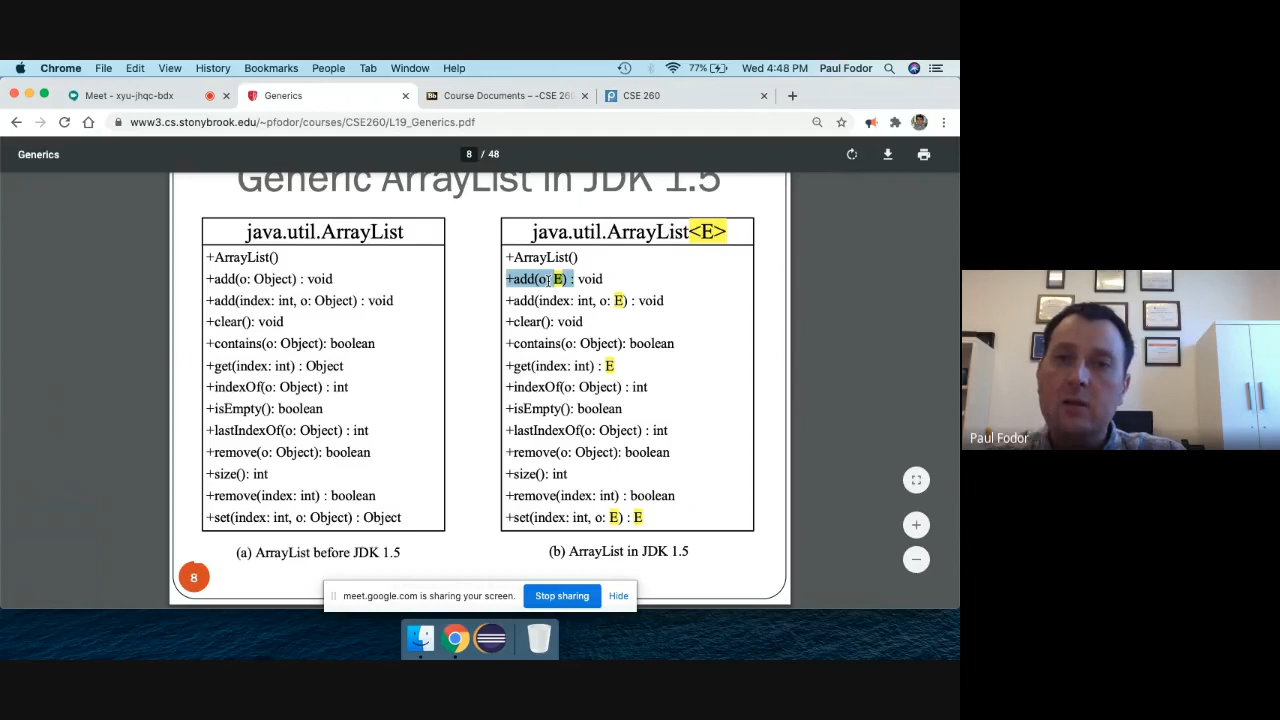 Chrome File Edit View History Bookmarks People Tab Window Help 77% Wed 4:48 PM Paul Fodor
Meet - xyu-jhqc-bdx Generics Bb Course Documents – -CSE 260 CSE 260
www3.cs.stonybrook.edu/~pfodor/courses/CSE260/L19_Generics.pdf
Generics 8 / 48
Generic ArrayList in JDK 1.5
java.util.ArrayList
+ArrayList()
+add(o: Object) : void
+add(index: int, o: Object) : void
+clear(): void
+contains(o: Object): boolean
+get(index: int) : Object
+indexOf(o: Object) : int
+isEmpty(): boolean
+lastIndexOf(o: Object) : int
+remove(o: Object): boolean
+size(): int
+remove(index: int) : boolean
+set(index: int, o: Object) : Object
(a) ArrayList before JDK 1.5
java.util.ArrayList<E>
+ArrayList()
+add(o: E) : void
+add(index: int, o: E) : void
+clear(): void
+contains(o: Object): boolean
+get(index: int) : E
+indexOf(o: Object) : int
+isEmpty(): boolean
+lastIndexOf(o: Object) : int
+remove(o: Object): boolean
+size(): int
+remove(index: int) : boolean
+set(index: int, o: E) : E
(b) ArrayList in JDK 1.5
8
meet.google.com is sharing your screen. Stop sharing Hide
Paul Fodor